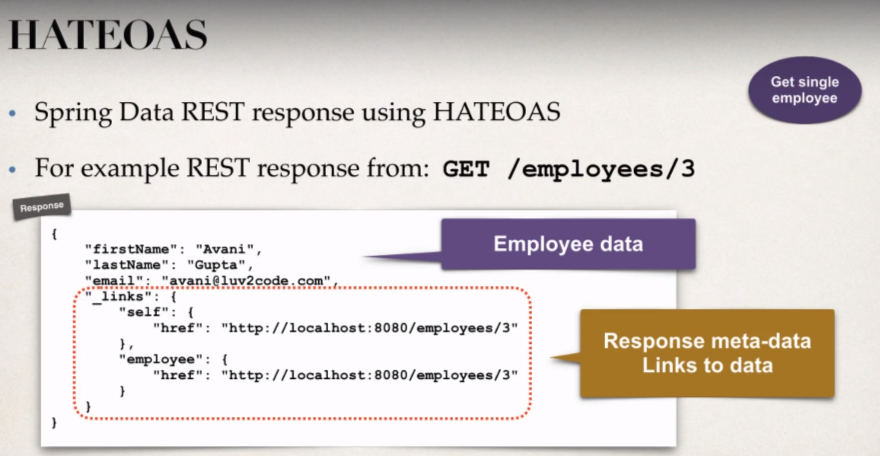 HATEOAS
Get single
employee
• Spring Data REST response using HATEOAS
• For example REST response from: GET /employees/3
Response
{
    "firstName": "Avani",
    "lastName": "Gupta",
    "email": "avani@luv2code.com",
    "_links": {
        "self": {
            "href": "http://localhost:8080/employees/3"
        },
        "employee": {
            "href": "http://localhost:8080/employees/3"
        }
    }
}
Employee data
Response meta-data
Links to data